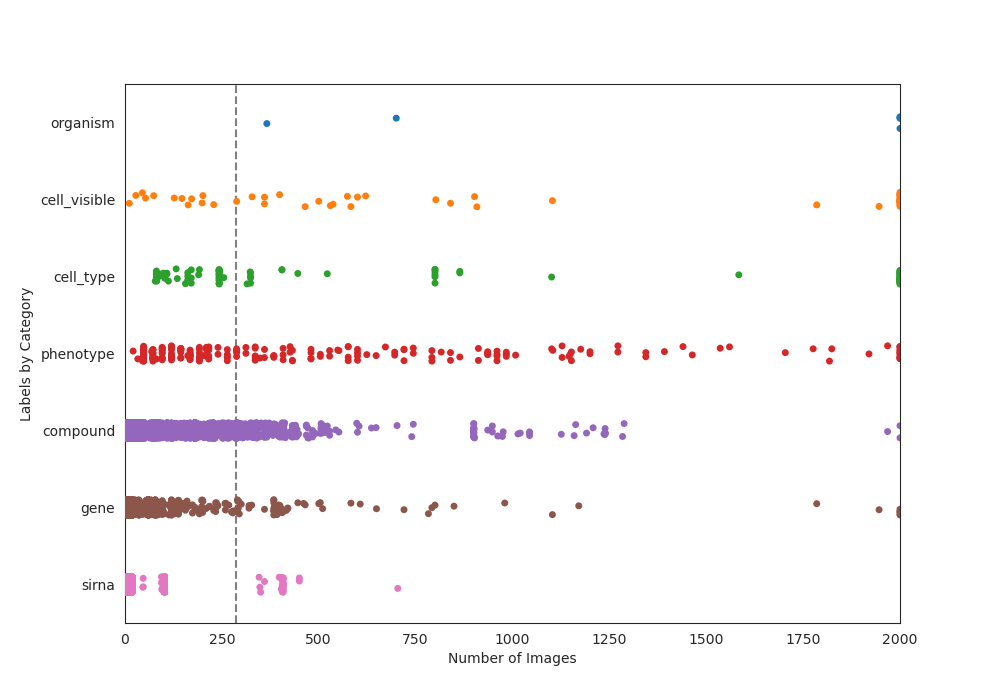 organism
cell_visible
cell_type
phenotype
compound
gene
sirna
Labels by Category
0 250 500 750 1000 1250 1500 1750 2000
Number of Images